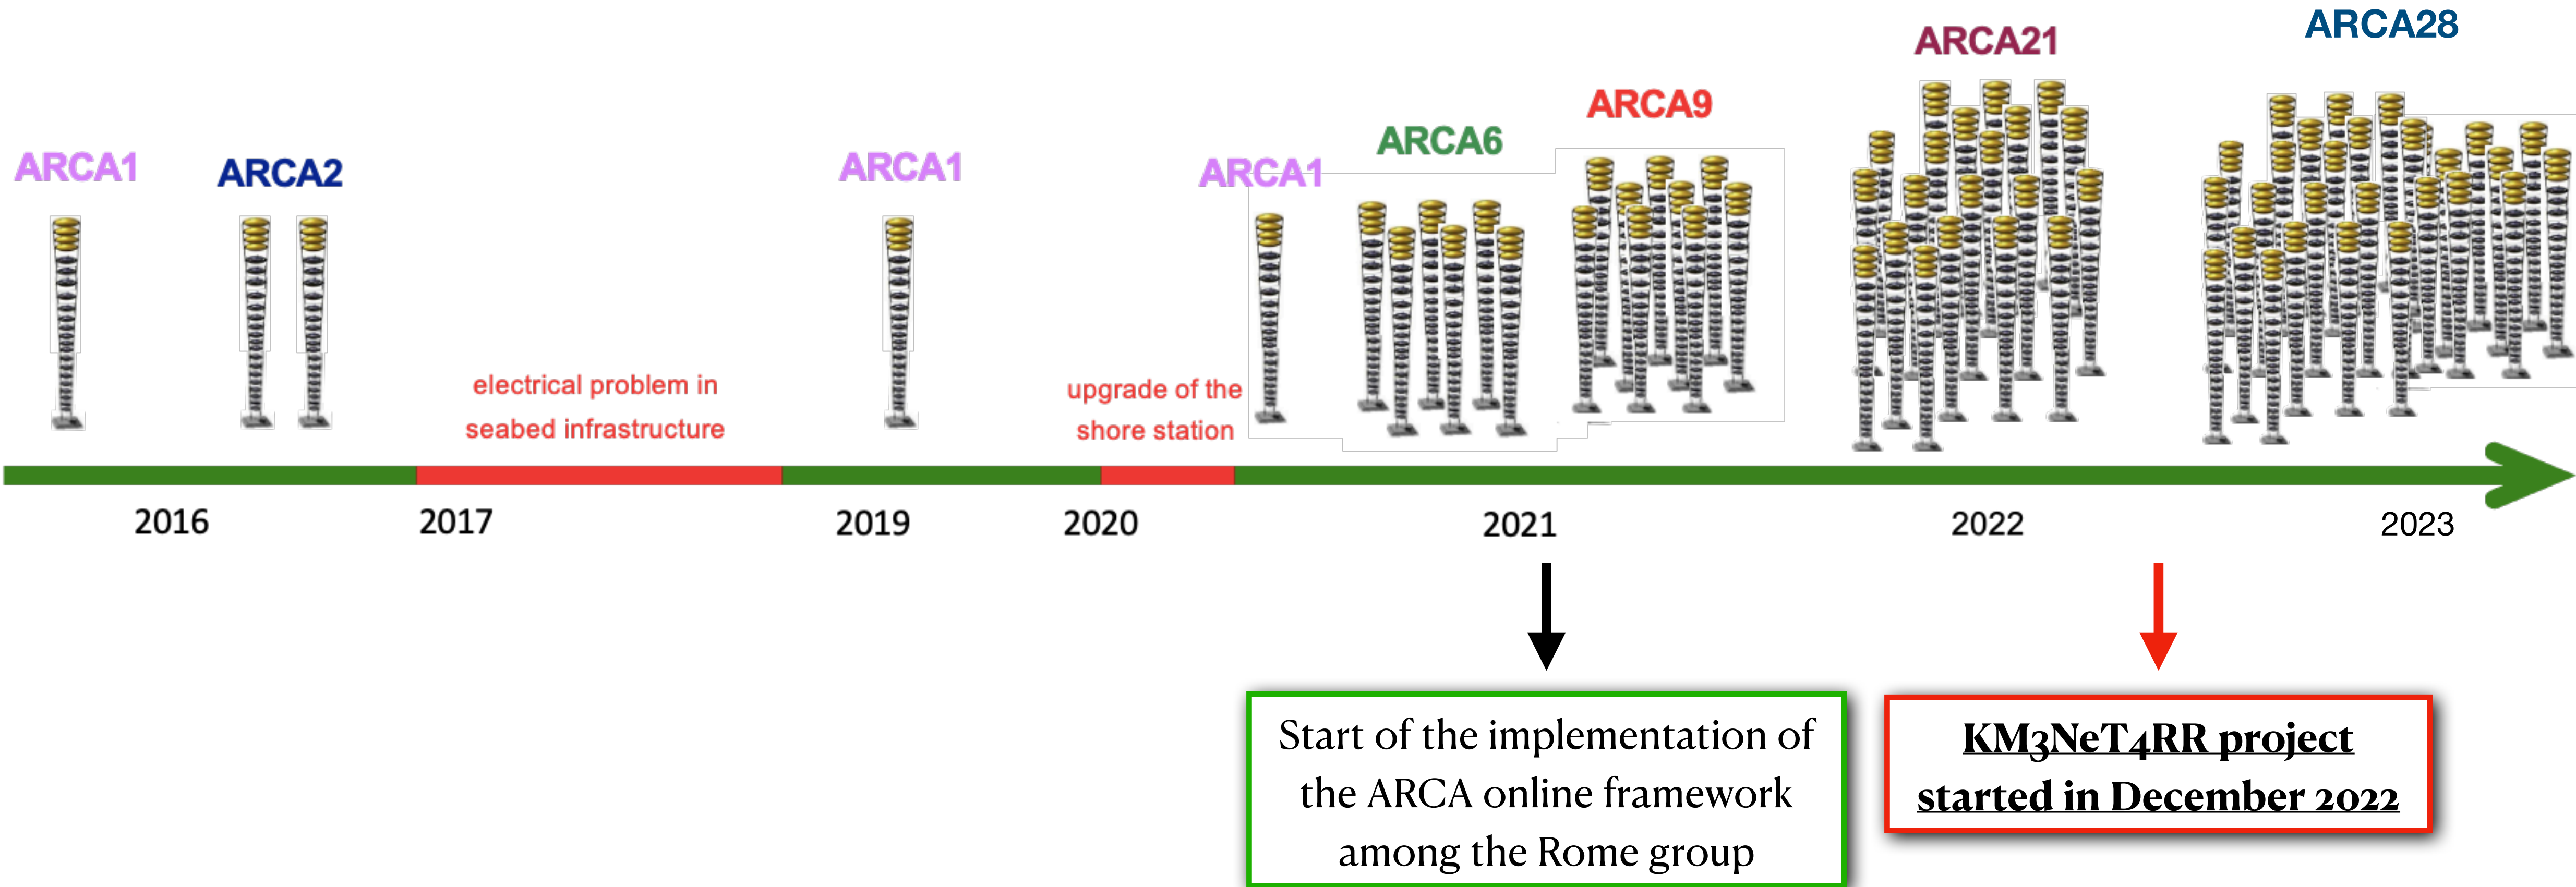 ARCA1
ARCA2
ARCA1
ARCA1
ARCA6
ARCA9
ARCA21
ARCA28
electrical problem in
seabed infrastructure
upgrade of the
shore station
2016
2017
2019
2020
2021
2022
2023
Start of the implementation of
the ARCA online framework
among the Rome group
KM3NeT4RR project
started in December 2022